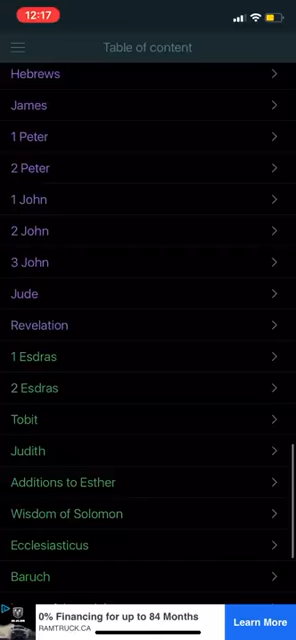 12:17
Table of content
Hebrews
James
1 Peter
2 Peter
1 John
2 John
3 John
Jude
Revelation
1 Esdras
2 Esdras
Tobit
Judith
Additions to Esther
Wisdom of Solomon
Ecclesiasticus
Baruch
RAM
0% Financing for up to 84 Months
RAMTRUCK.CA
Learn More